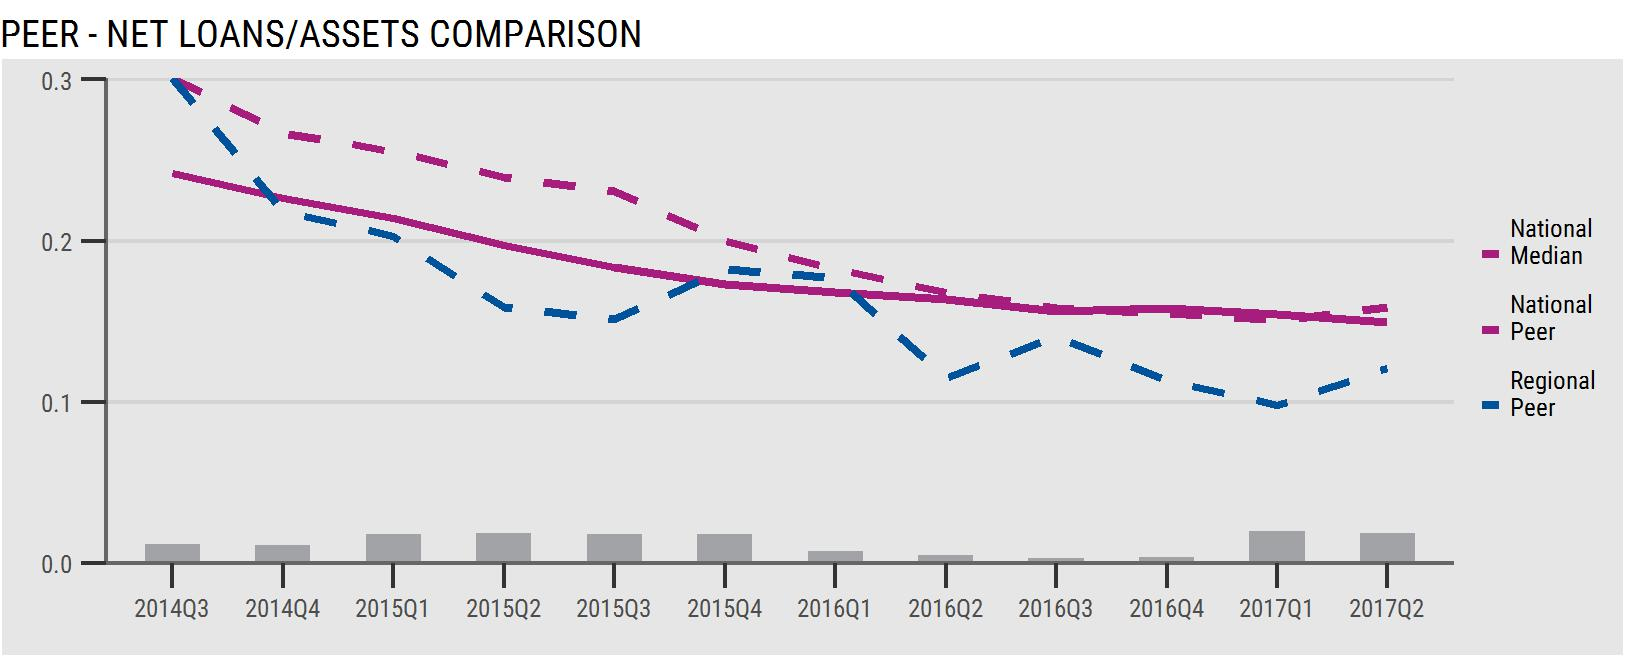 PEER - NET LOANS/ASSETS COMPARISON
0.3
0.2
0.1
0.0
2014Q3 2014Q4 2015Q1 2015Q2 2015Q3 2015Q4 2016Q1 2016Q2 2016Q3 2016Q4 2017Q1 2017Q2
National
Median
National
Peer
Regional
Peer